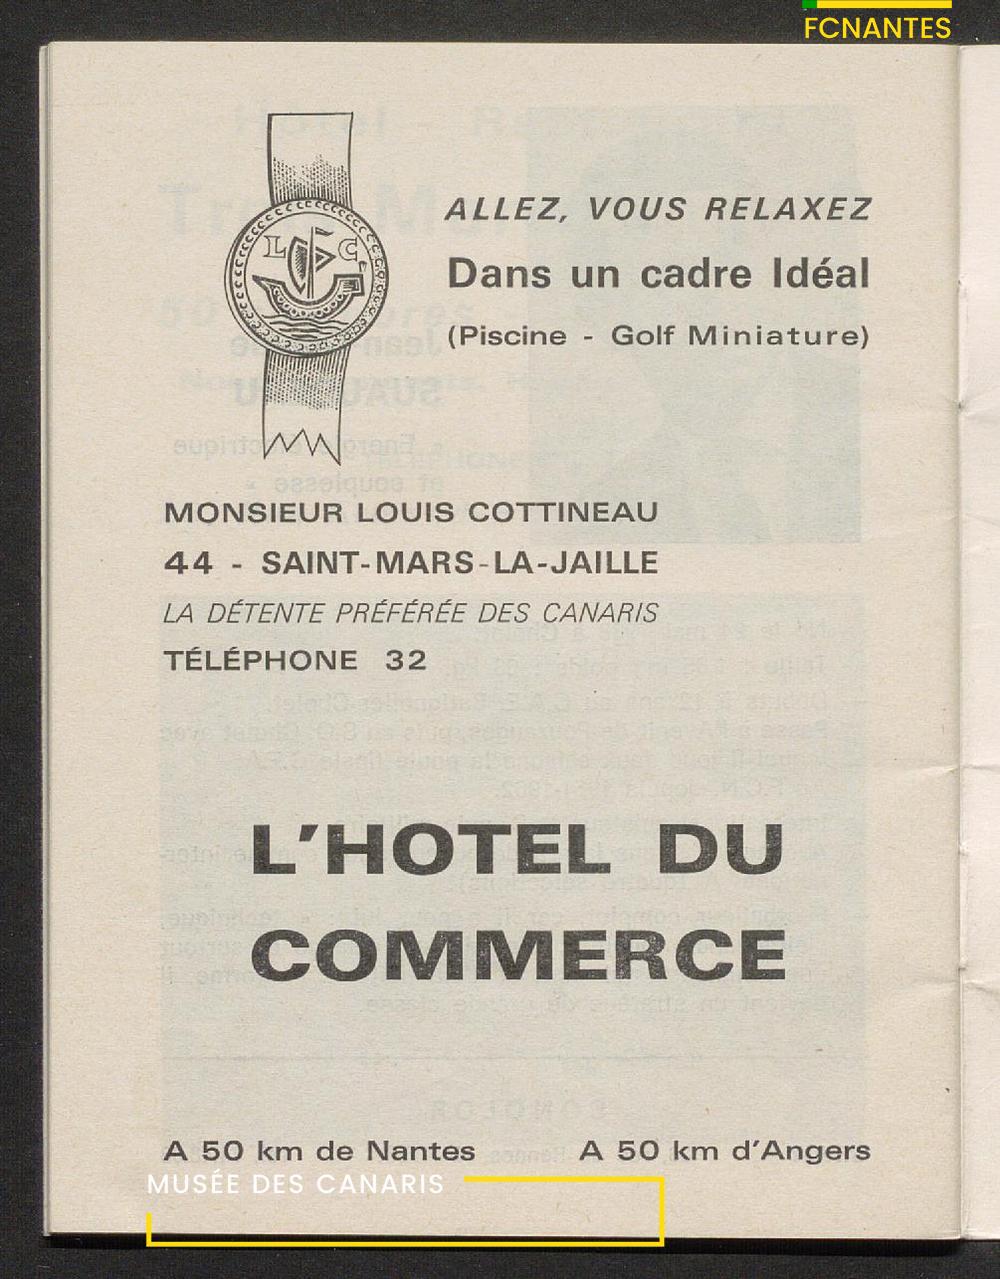 FCNANTES
L C
ALLEZ, VOUS RELAXEZ
Dans un cadre Idéal
(Piscine - Golf Miniature)
MONSIEUR LOUIS COTTINEAU
44 - SAINT-MARS-LA-JAILLE
LA DÉTENTE PRÉFÉRÉE DES CANARIS
TÉLÉPHONE 32
L'HOTEL DU
COMMERCE
A 50 km de Nantes A 50 km d'Angers
MUSÉE DES CANARIS